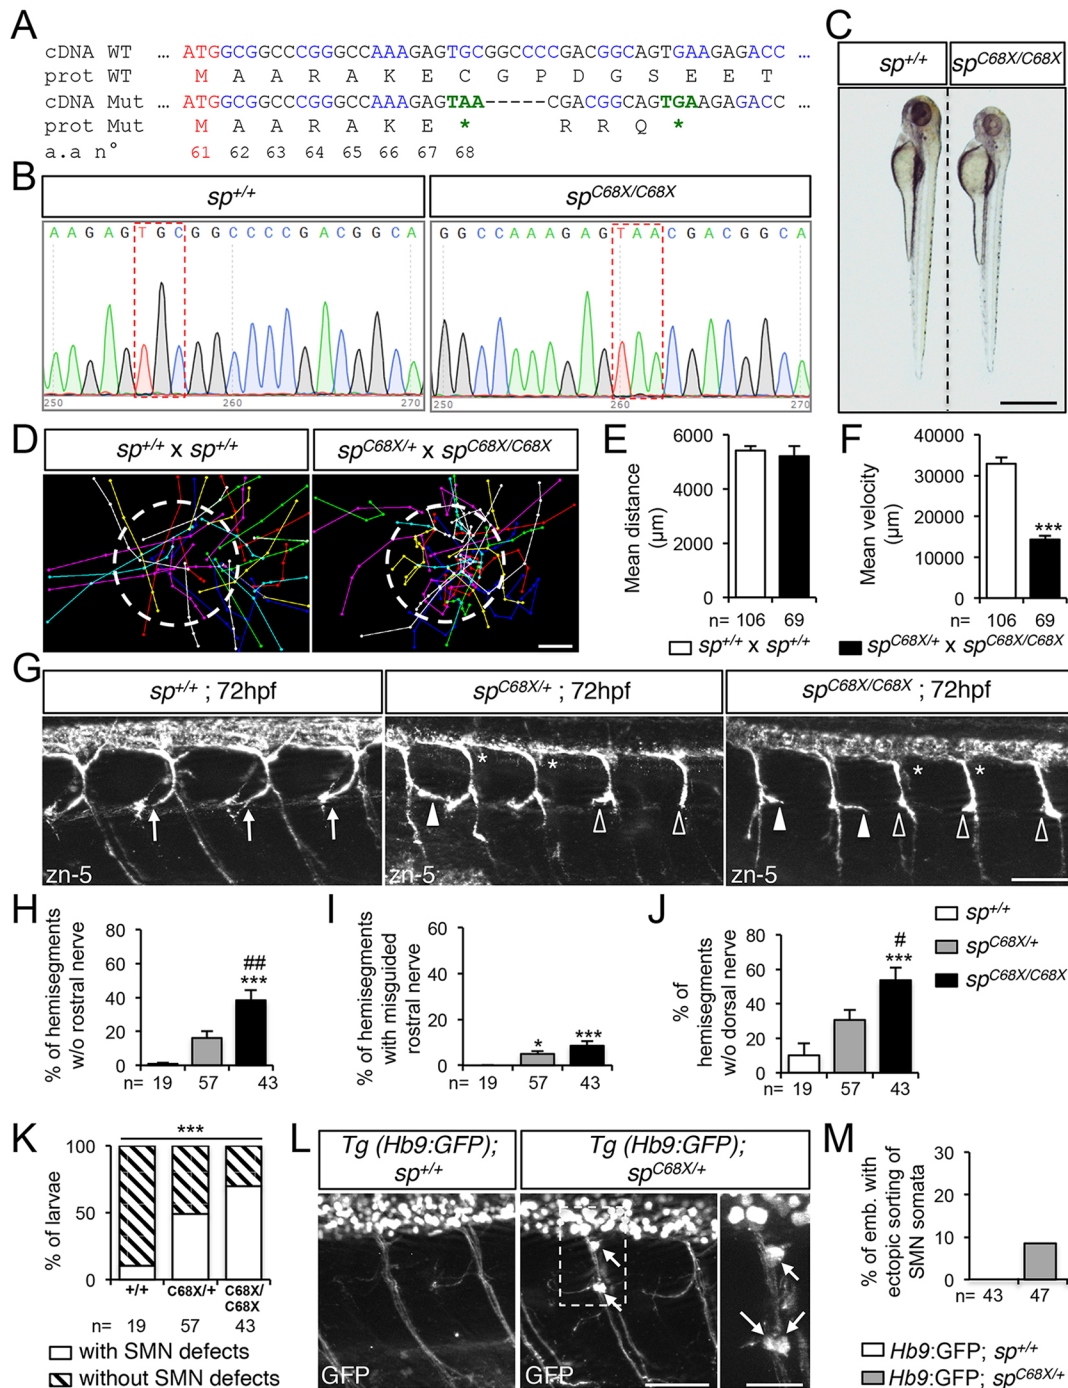 A
cDNA WT ... ATGGCGGCCCGGGCCAAAGAGTGCGGCCCCGACGGCAGTGAAGAGACC ...
prot WT M A A R A K E C G P D G S E E T
cDNA Mut ... ATGGCGGCCCGGGCCAAAGAGTAA-----CGACGGCAGTGAAGAGACC ...
prot Mut M A A R A K E * R R Q *
a.a n° 61 62 63 64 65 66 67 68
B
sp+/+ spC68X/C68X
A A G A G T G C G G C C C C G A C G G C A
G G C C A A A G A G T A A C G A C G G C A
250 260 270
250 260 270
C
sp+/+ spC68X/C68X
D
sp+/+ x sp+/+ spC68X/+ x spC68X/C68X
E
Mean distance
(µm)
6000
4000
2000
0
n= 106 69
F
Mean velocity
(µm)
40000
30000
20000
10000
0
***
n= 106 69
sp+/+ x sp+/+ spC68X/+ x spC68X/C68X
G
sp+/+ ; 72hpf spC68X/+ ; 72hpf spC68X/C68X ; 72hpf
* * * *
zn-5 zn-5 zn-5
H
% of hemisegments
w/o rostral nerve
80
60
40
20
0
##
***
n= 19 57 43
I
% of hemisegments
with misguided
rostral nerve
60
40
20
0
* ***
n= 19 57 43
J
% of
hemisegments
w/o dorsal nerve
80
60
40
20
0
#
***
n= 19 57 43
sp+/+
spC68X/+
spC68X/C68X
K
% of larvae
100
50
0
***
+/+ C68X/+ C68X/
C68X
n= 19 57 43
with SMN defects
without SMN defects
L
Tg (Hb9:GFP);
sp+/+
Tg (Hb9:GFP);
spC68X/+
GFP GFP
M
% of emb. with
ectopic sorting of
SMN somata
30
20
10
0
n= 43 47
Hb9:GFP; sp+/+
Hb9:GFP; spC68X/+